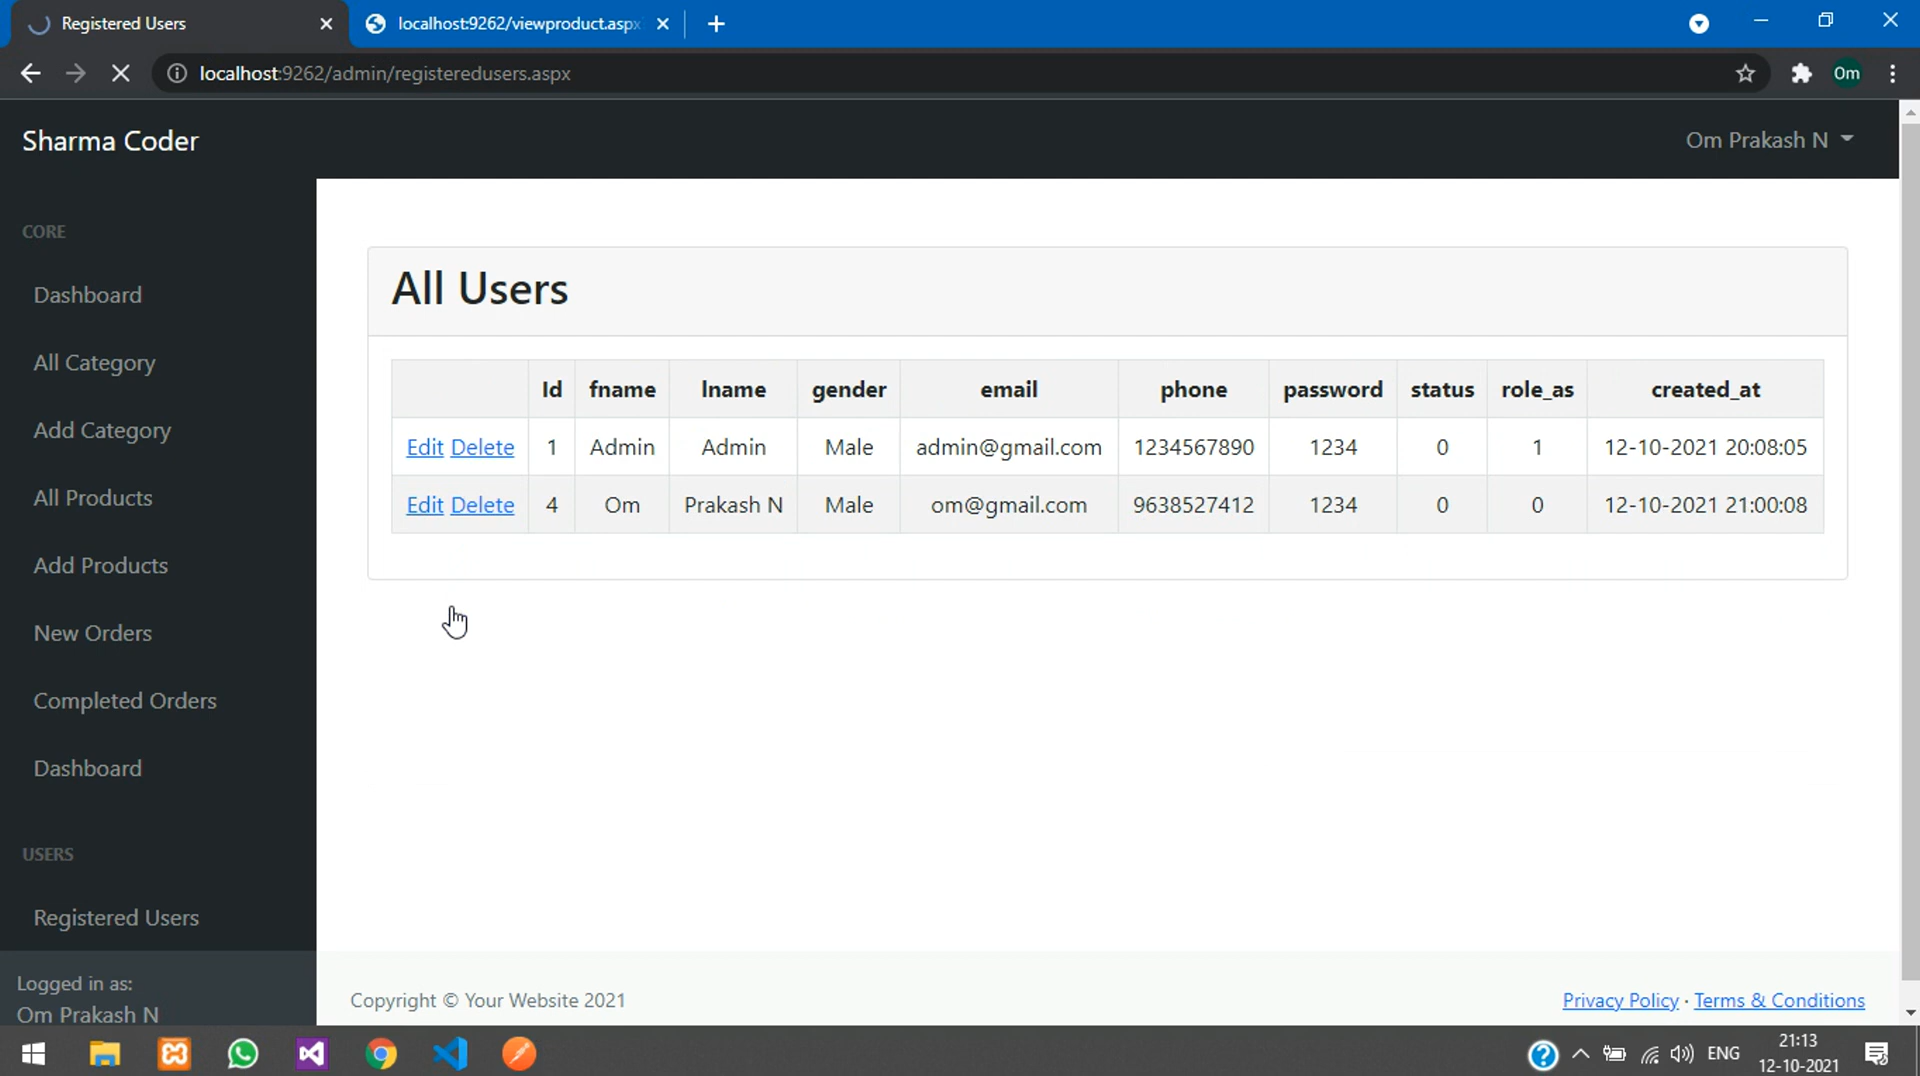 Registered Users
localhost:9262/viewproduct.aspx
localhost:9262/admin/registeredusers.aspx
Om
Sharma Coder
Om Prakash N
CORE
Dashboard
All Category
Add Category
All Products
Add Products
New Orders
Completed Orders
Dashboard
USERS
Registered Users
Logged in as:
Om Prakash N
All Users
Id fname lname gender email phone password status role_as created_at
Edit Delete 1 Admin Admin Male admin@gmail.com 1234567890 1234 0 1 12-10-2021 20:08:05
Edit Delete 4 Om Prakash N Male om@gmail.com 9638527412 1234 0 0 12-10-2021 21:00:08
Copyright © Your Website 2021
Privacy Policy · Terms & Conditions
ENG
21:13
12-10-2021